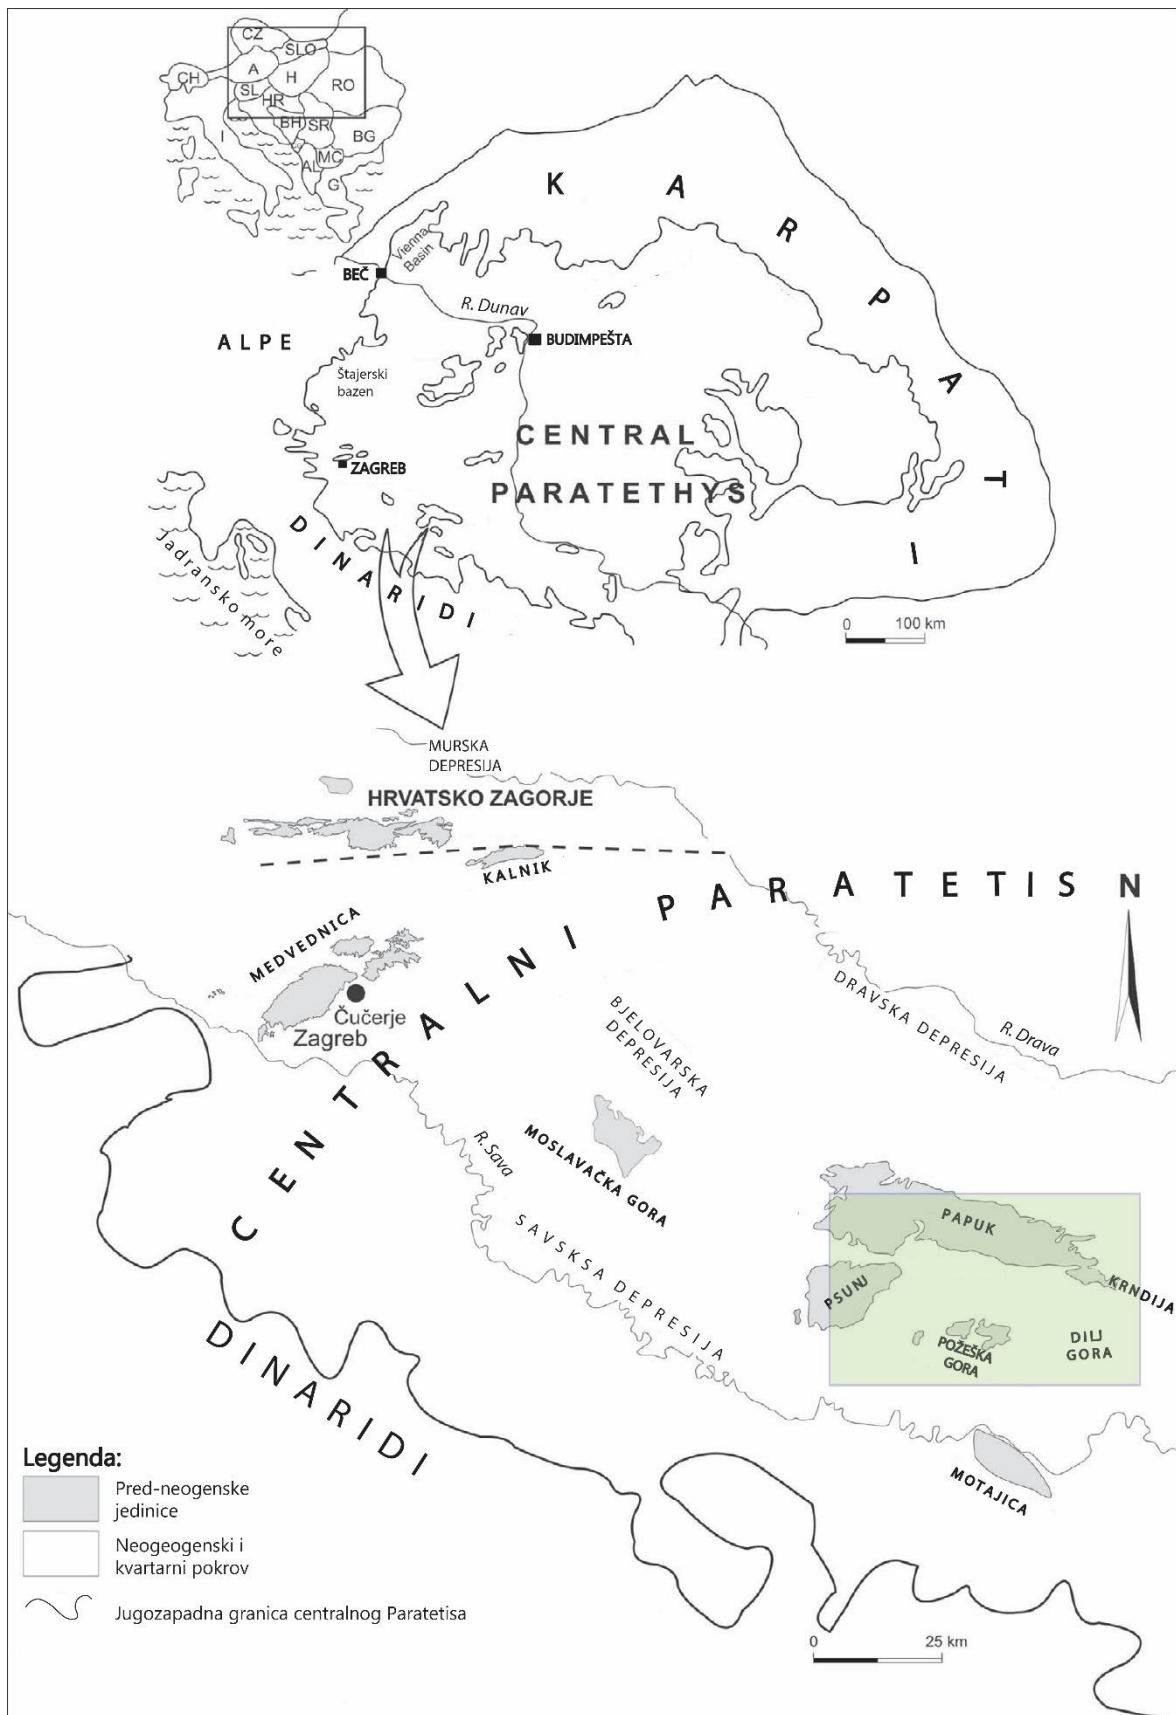 CZ
SLO
A
H
CH
SL
HR
RO
I
BH
SR
BG
AL
MC
G
KARPATI
Vienna
Basin
BEČ
R. Dunav
BUDIMPEŠTA
ALPE
Štajerski
bazen
CENTRAL
PARATETHYS
ZAGREB
Jadransko more
DINARIDI
0 100 km
MURSKA
DEPRESIJA
HRVATSKO ZAGORJE
KALNIK
CENTRALNI PARATETIS
N
MEDVEDNICA
Čučerje
Zagreb
BJELOVARSKA
DEPRESIJA
DRAVSKA DEPRESIJA
R. Drava
R. Sava
MOSLAVAČKA GORA
SAVSKSA DEPRESIJA
PAPUK
PSUNJ
KRNDIJA
POŽEŠKA
GORA
DILJ
GORA
DINARIDI
MOTAJICA
Legenda:
Pred-neogenske
jedinice
Neogeogenski i
kvartarni pokrov
Jugozapadna granica centralnog Paratetisa
0 25 km